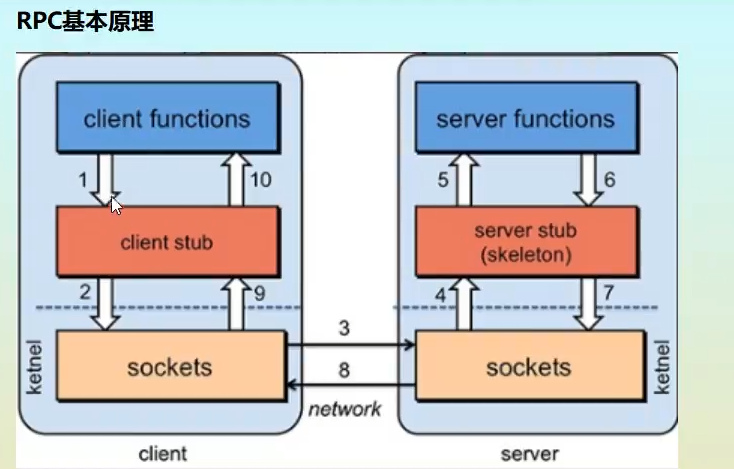 RPC基本原理
client functions
server functions
1
10
5
6
client stub
server stub
(skeleton)
2
9
4
7
ketnel
sockets
3
8
sockets
ketnel
network
client
server